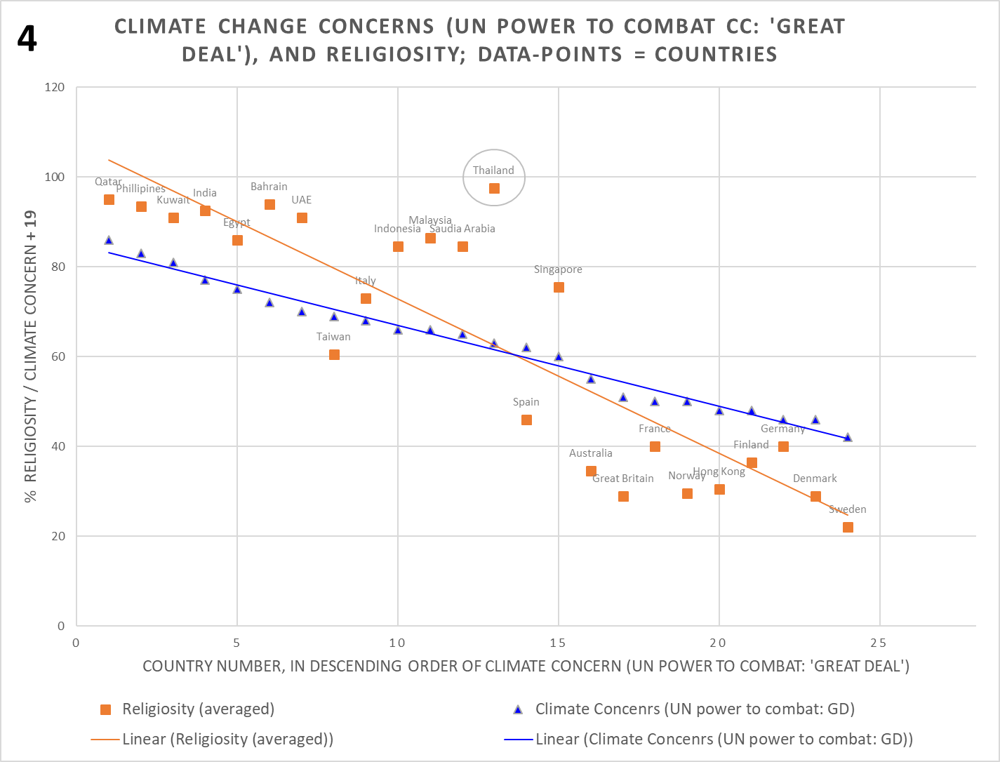 4
CLIMATE CHANGE CONCERNS (UN POWER TO COMBAT CC: 'GREAT
DEAL'), AND RELIGIOSITY; DATA-POINTS = COUNTRIES
% RELIGIOSITY / CLIMATE CONCERN + 19
120
100
80
60
40
20
0
0
5
10
15
20
25
Qatar
Phillipines
Kuwait
India
Egypt
Bahrain
UAE
Taiwan
Italy
Indonesia
Malaysia
Saudia Arabia
Thailand
Spain
Singapore
Australia
Great Britain
France
Norway
Hong Kong
Finland
Germany
Denmark
Sweden
COUNTRY NUMBER, IN DESCENDING ORDER OF CLIMATE CONCERN (UN POWER TO COMBAT: 'GREAT DEAL')
Religiosity (averaged)
Climate Concenrs (UN power to combat: GD)
Linear (Religiosity (averaged))
Linear (Climate Concenrs (UN power to combat: GD))